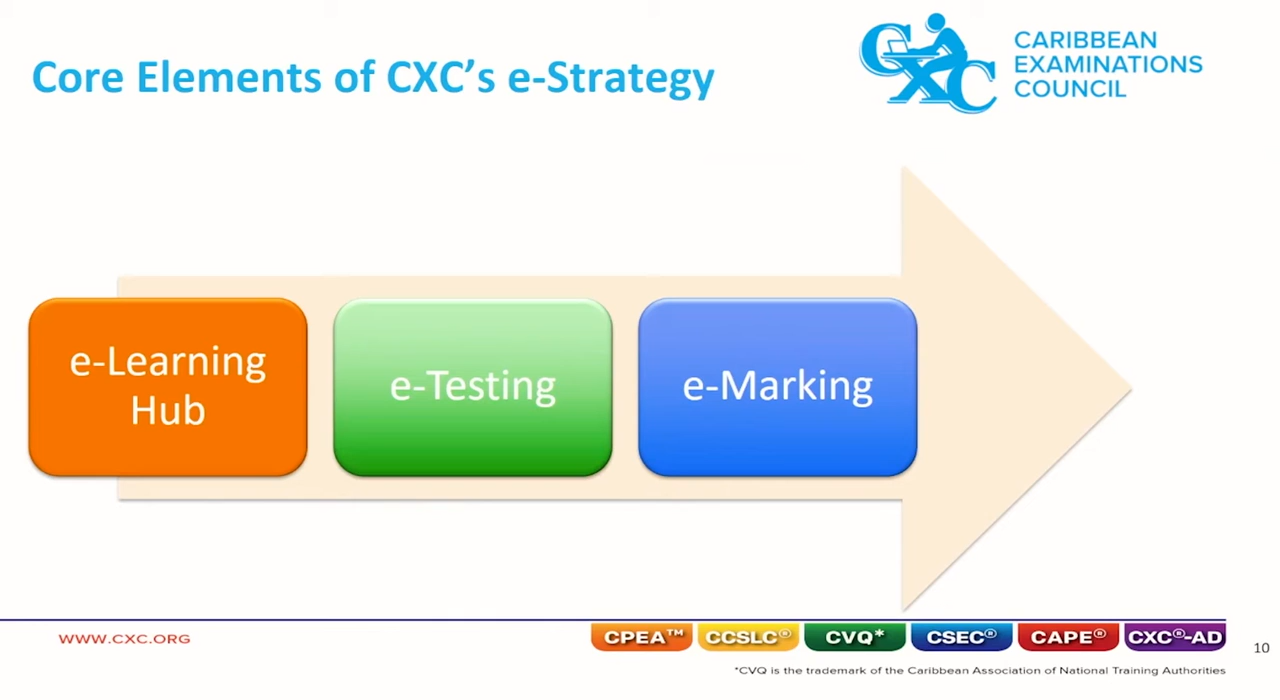 Core Elements of CXC's e-Strategy
CXC
CARIBBEAN
EXAMINATIONS
COUNCIL
e-Learning
Hub
e-Testing
e-Marking
WWW.CXC.ORG
CPEA™
CCSLC®
CVQ*
CSEC®
CAPE®
CXC®-AD
10
*CVQ is the trademark of the Caribbean Association of National Training Authorities